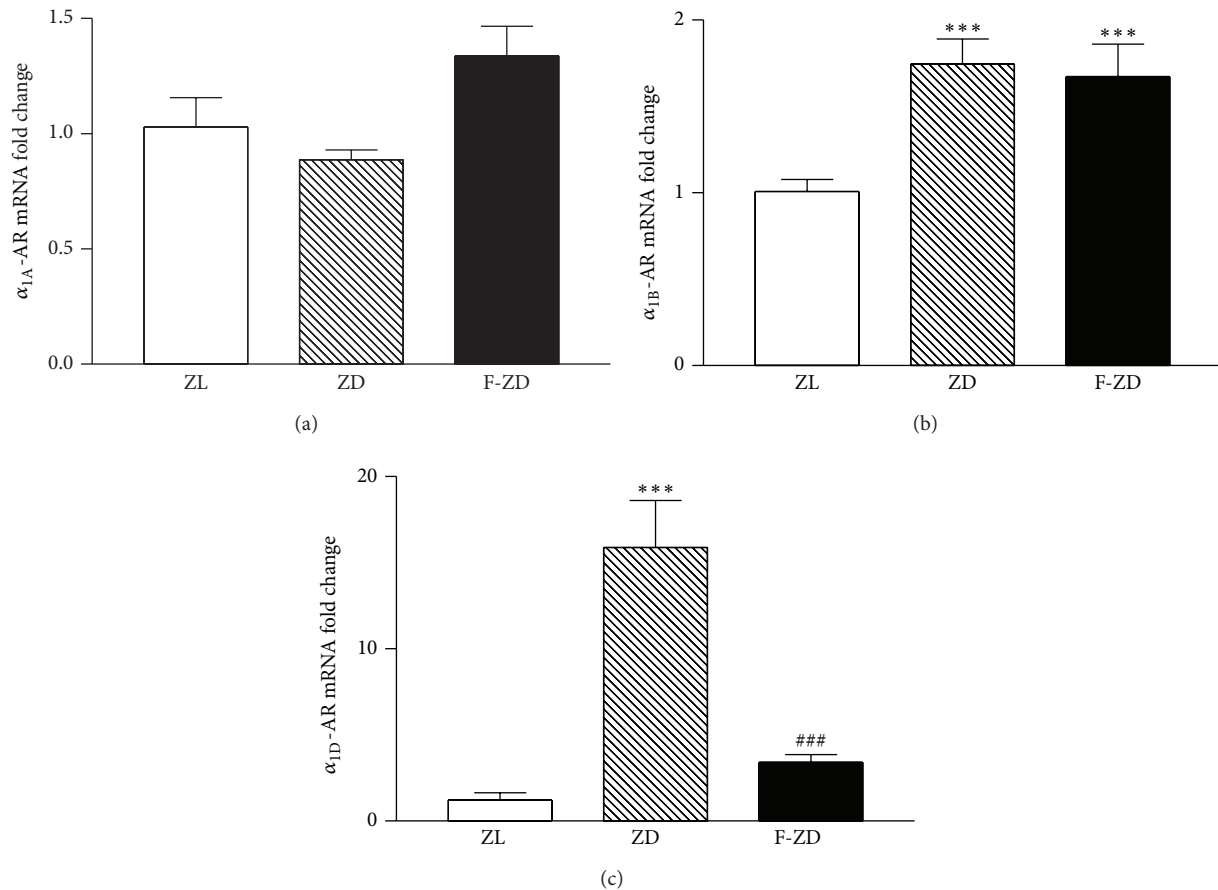 1.5
1.0
0.5
0.0
α1A-AR mRNA fold change
ZL ZD F-ZD
(a)
2
1
0
α1B-AR mRNA fold change
*** ***
ZL ZD F-ZD
(b)
20
10
0
α1D-AR mRNA fold change
***
###
ZL ZD F-ZD
(c)